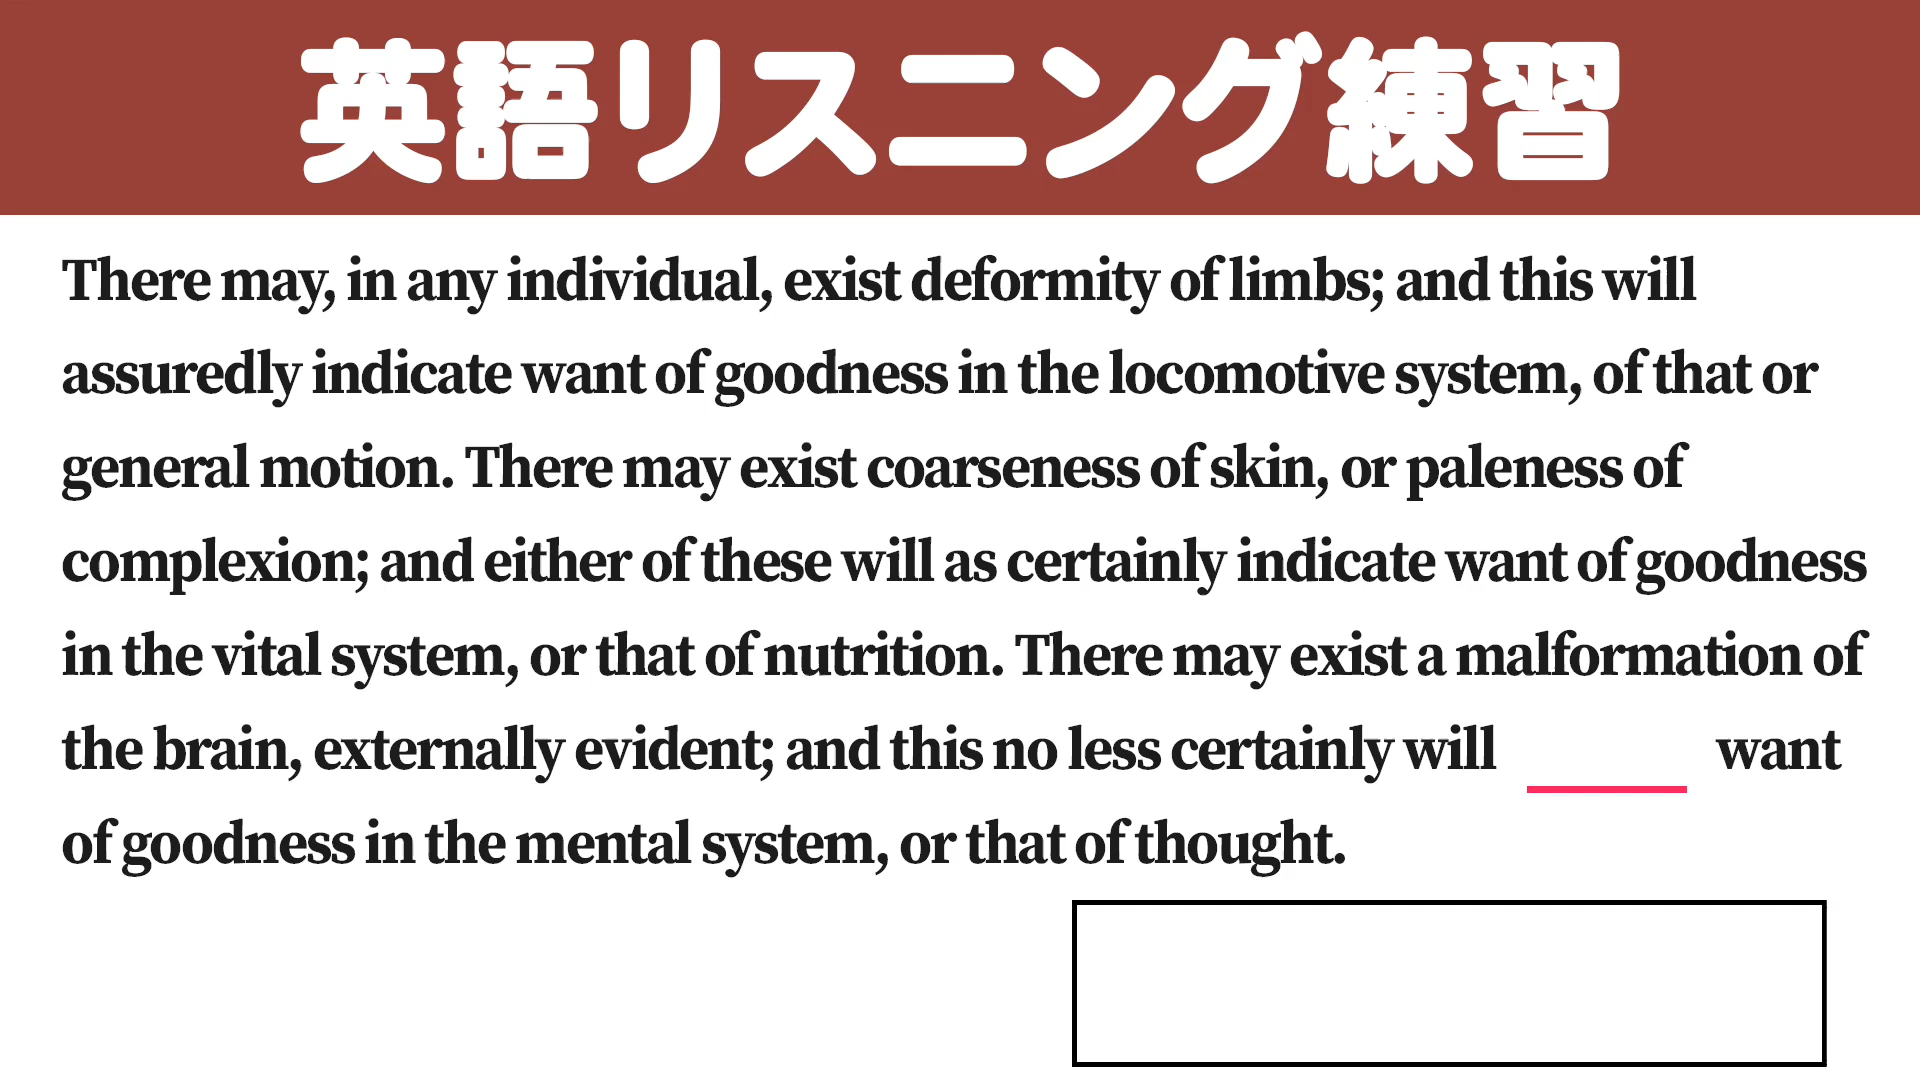 英語リスニング練習
There may, in any individual, exist deformity of limbs; and this will
assuredly indicate want of goodness in the locomotive system, of that or
general motion. There may exist coarseness of skin, or paleness of
complexion; and either of these will as certainly indicate want of goodness
in the vital system, or that of nutrition. There may exist a malformation of
the brain, externally evident; and this no less certainly will want
of goodness in the mental system, or that of thought.